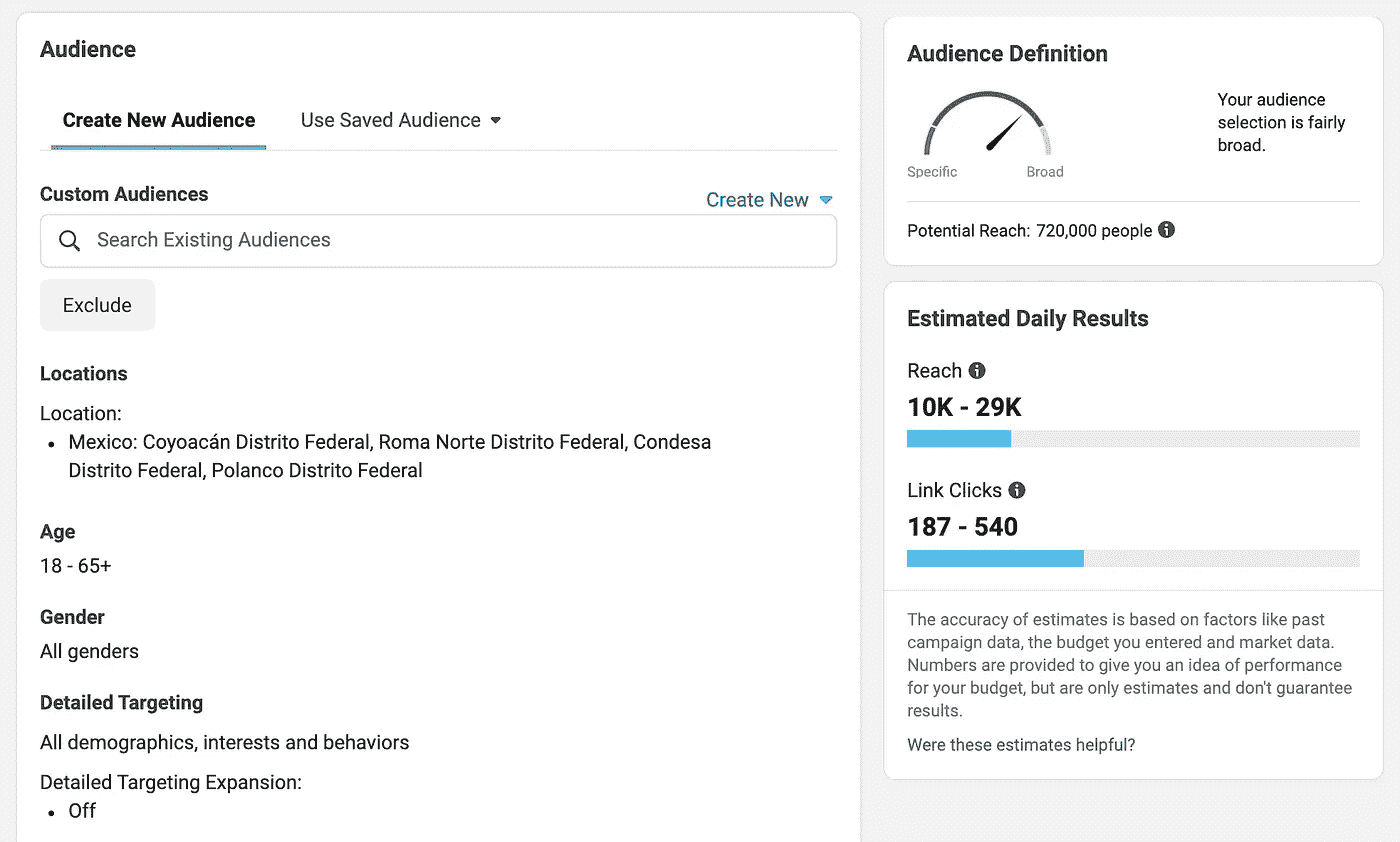 Audience
Create New Audience
Use Saved Audience
Custom Audiences
Create New
Search Existing Audiences
Exclude
Locations
Location:
• Mexico: Coyoacán Distrito Federal, Roma Norte Distrito Federal, Condesa
Distrito Federal, Polanco Distrito Federal
Age
18 - 65+
Gender
All genders
Detailed Targeting
All demographics, interests and behaviors
Detailed Targeting Expansion:
• Off
Audience Definition
Specific
Broad
Your audience
selection is fairly
broad.
Potential Reach: 720,000 people
Estimated Daily Results
Reach
10K - 29K
Link Clicks
187 - 540
The accuracy of estimates is based on factors like past
campaign data, the budget you entered and market data.
Numbers are provided to give you an idea of performance
for your budget, but are only estimates and don't guarantee
results.
Were these estimates helpful?